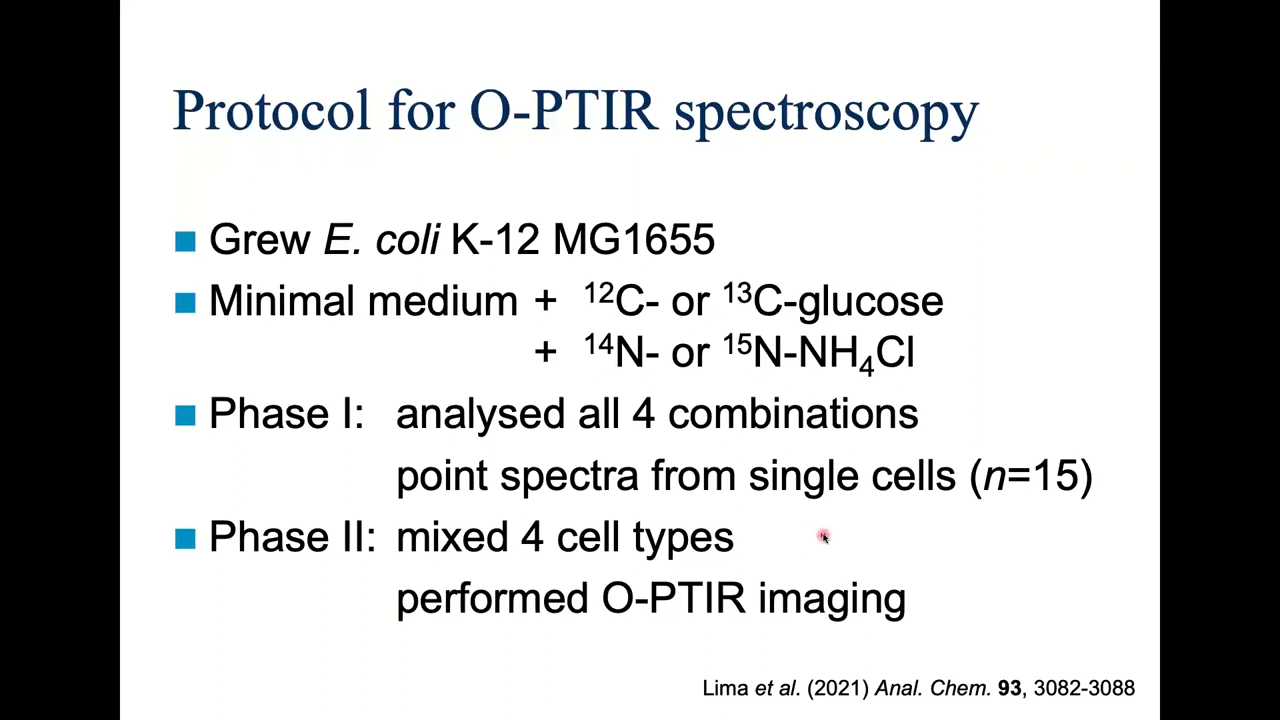 Protocol for O-PTIR spectroscopy
Grew E. coli K-12 MG1655
Minimal medium + ¹²C- or ¹³C-glucose
+ ¹⁴N- or ¹⁵N-NH₄Cl
Phase I: analysed all 4 combinations
point spectra from single cells (n=15)
Phase II: mixed 4 cell types
performed O-PTIR imaging
Lima et al. (2021) Anal. Chem. 93, 3082-3088